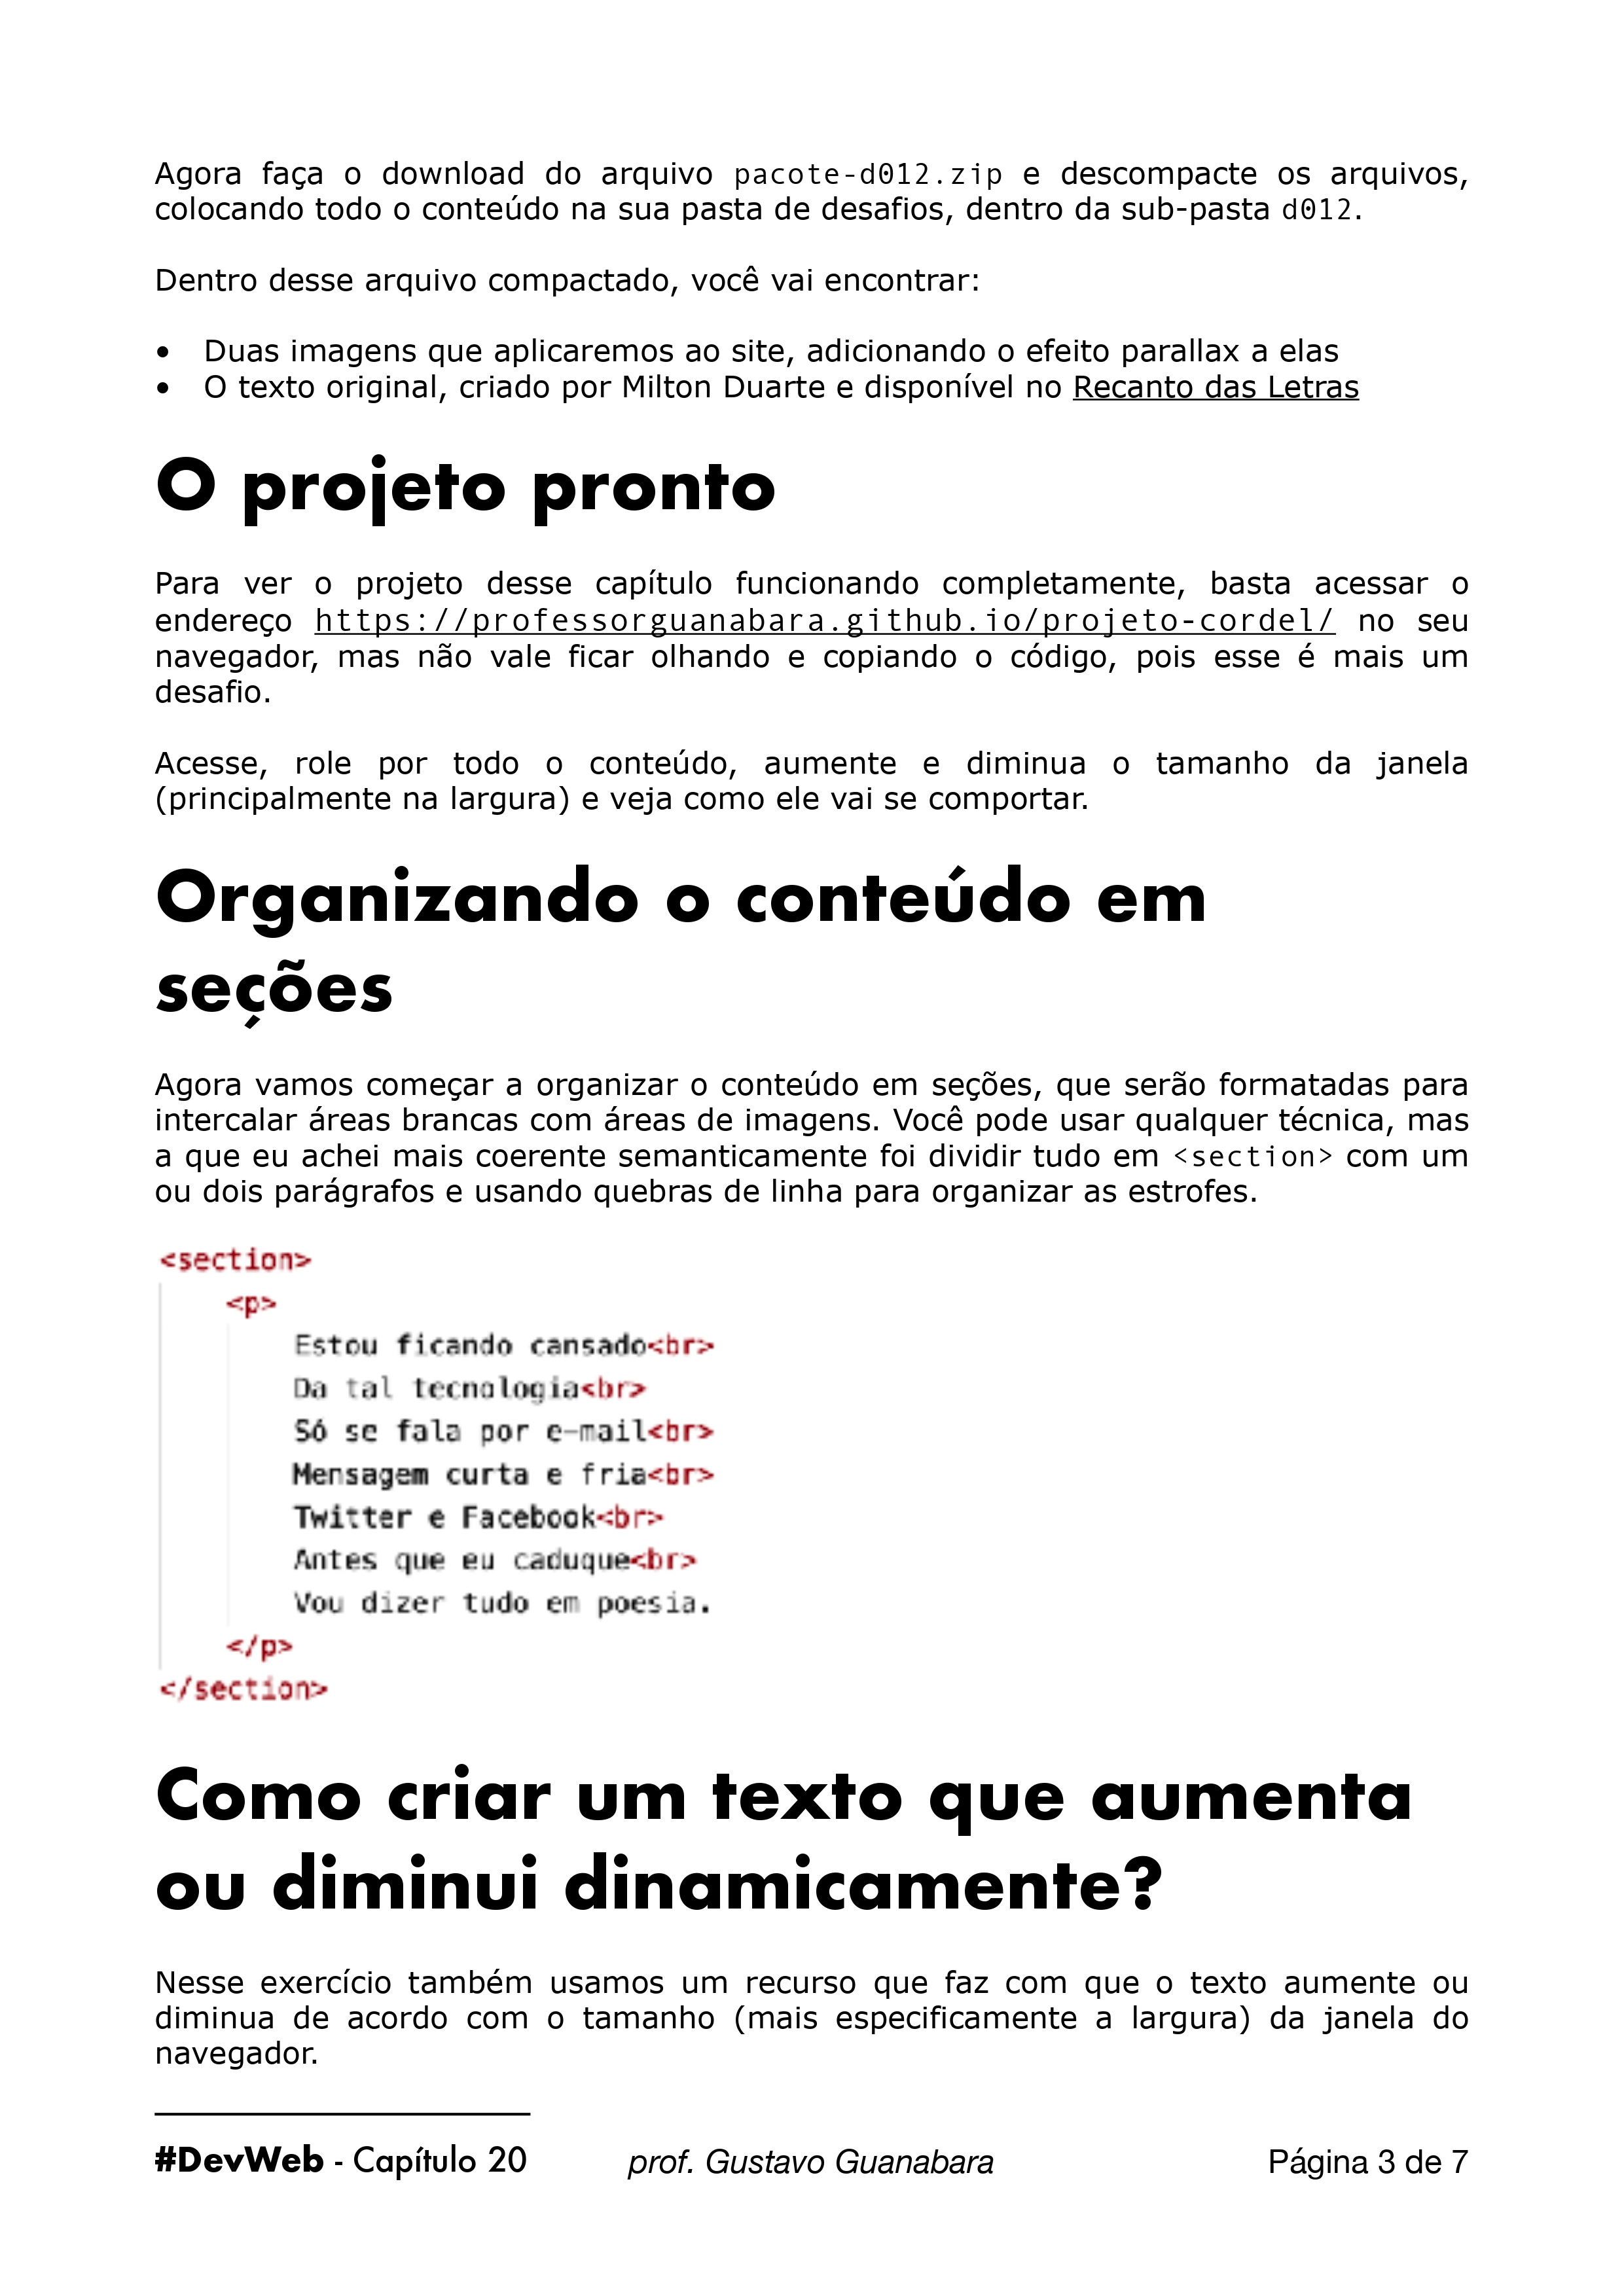 Agora faça o download do arquivo pacote-d012.zip e descompacte os arquivos,
colocando todo o conteúdo na sua pasta de desafios, dentro da sub-pasta d012.
Dentro desse arquivo compactado, você vai encontrar:
• Duas imagens que aplicaremos ao site, adicionando o efeito parallax a elas
• O texto original, criado por Milton Duarte e disponível no Recanto das Letras
O projeto pronto
Para ver o projeto desse capítulo funcionando completamente, basta acessar o
endereço https://professorguanabara.github.io/projeto-cordel/ no seu
navegador, mas não vale ficar olhando e copiando o código, pois esse é mais um
desafio.
Acesse, role por todo o conteúdo, aumente e diminua o tamanho da janela
(principalmente na largura) e veja como ele vai se comportar.
Organizando o conteúdo em
seções
Agora vamos começar a organizar o conteúdo em seções, que serão formatadas para
intercalar áreas brancas com áreas de imagens. Você pode usar qualquer técnica, mas
a que eu achei mais coerente semanticamente foi dividir tudo em <section> com um
ou dois parágrafos e usando quebras de linha para organizar as estrofes.
<section>
<p>
Estou ficando cansado<br>
Da tal tecnologia<br>
Só se fala por e-mail<br>
Mensagem curta e fria<br>
Twitter e Facebook<br>
Antes que eu caduque<br>
Vou dizer tudo em poesia.
</p>
</section>
Como criar um texto que aumenta
ou diminui dinamicamente?
Nesse exercício também usamos um recurso que faz com que o texto aumente ou
diminua de acordo com o tamanho (mais especificamente a largura) da janela do
navegador.
#DevWeb - Capítulo 20 prof. Gustavo Guanabara Página 3 de 7